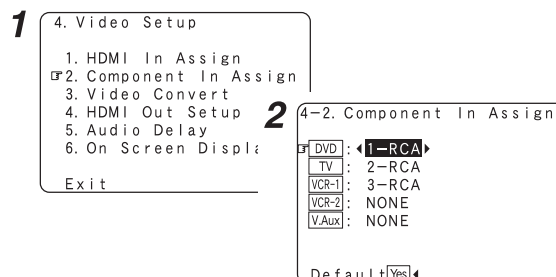 1
4. Video Setup
1. HDMI In Assign
☞2. Component In Assign
3. Video Convert
4. HDMI Out Setup
5. Audio Delay
6. On Screen Displa
Exit
2
4-2. Component In Assign
☞ DVD : ◀1-RCA▶
TV : 2-RCA
VCR-1 : 3-RCA
VCR-2 : NONE
V.Aux : NONE
Default Yes◀